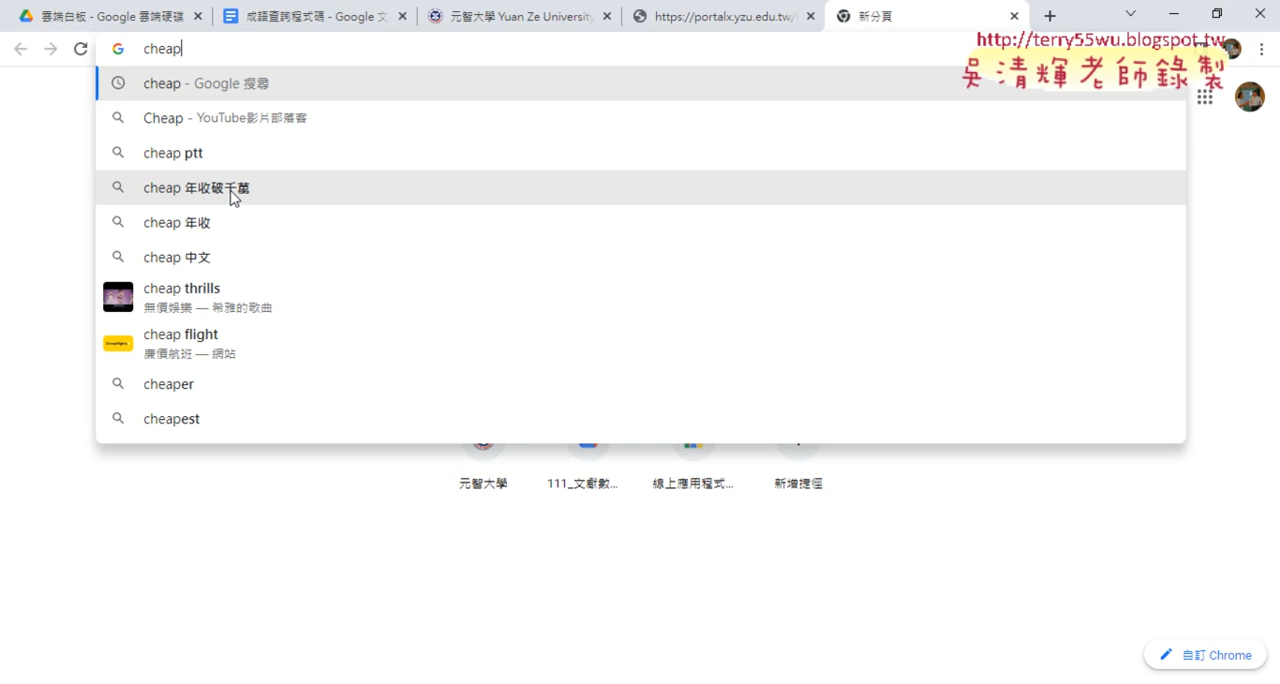 雲端白板 - Google 雲端硬碟
成語查詢程式碼 - Google 文
元智大學 Yuan Ze University
https://portalx.yzu.edu.tw/
新分頁
cheap
http://terry55wu.blogspot.tw
吳清輝老師錄製
cheap - Google 搜尋
Cheap - YouTube影片部落客
cheap ptt
cheap 年收破千萬
cheap 年收
cheap 中文
cheap thrills
無價娛樂 — 希雅的歌曲
cheap flight
廉價航班 — 網站
cheaper
cheapest
元智大學
111_文獻數...
線上應用程式...
新增捷徑
自訂 Chrome